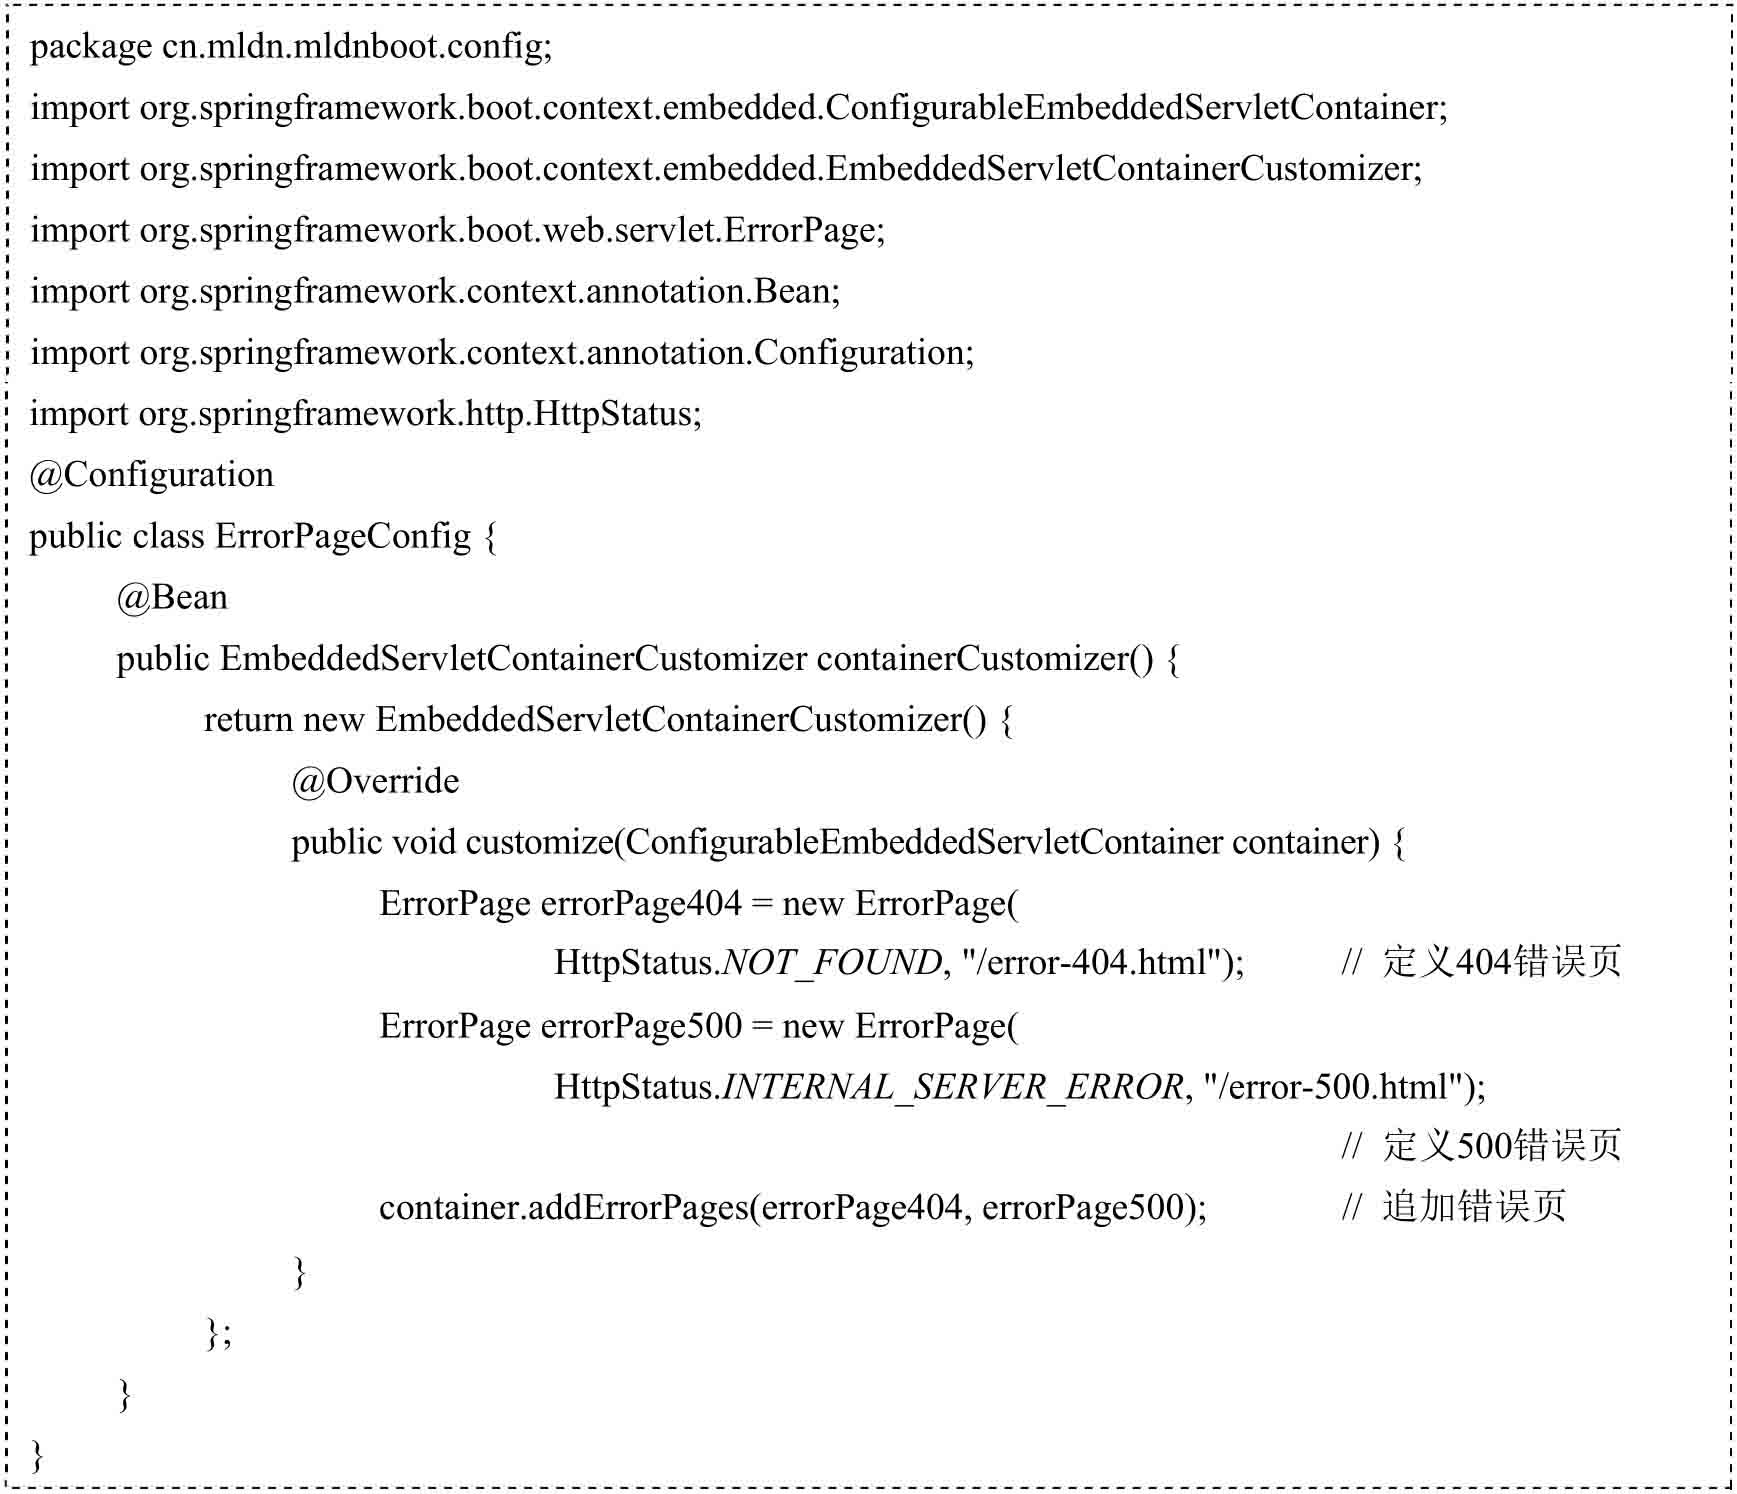 package cn.mldn.mldnboot.config;
import org.springframework.boot.context.embedded.ConfigurableEmbeddedServletContainer;
import org.springframework.boot.context.embedded.EmbeddedServletContainerCustomizer;
import org.springframework.boot.web.servlet.ErrorPage;
import org.springframework.context.annotation.Bean;
import org.springframework.context.annotation.Configuration;
import org.springframework.http.HttpStatus;
@Configuration
public class ErrorPageConfig {
@Bean
public EmbeddedServletContainerCustomizer containerCustomizer() {
return new EmbeddedServletContainerCustomizer() {
@Override
public void customize(ConfigurableEmbeddedServletContainer container) {
ErrorPage errorPage404 = new ErrorPage(
HttpStatus.NOT_FOUND, "/error-404.html"); // 定义404错误页
ErrorPage errorPage500 = new ErrorPage(
HttpStatus.INTERNAL_SERVER_ERROR, "/error-500.html");
// 定义500错误页
container.addErrorPages(errorPage404, errorPage500); // 追加错误页
}
};
}
}